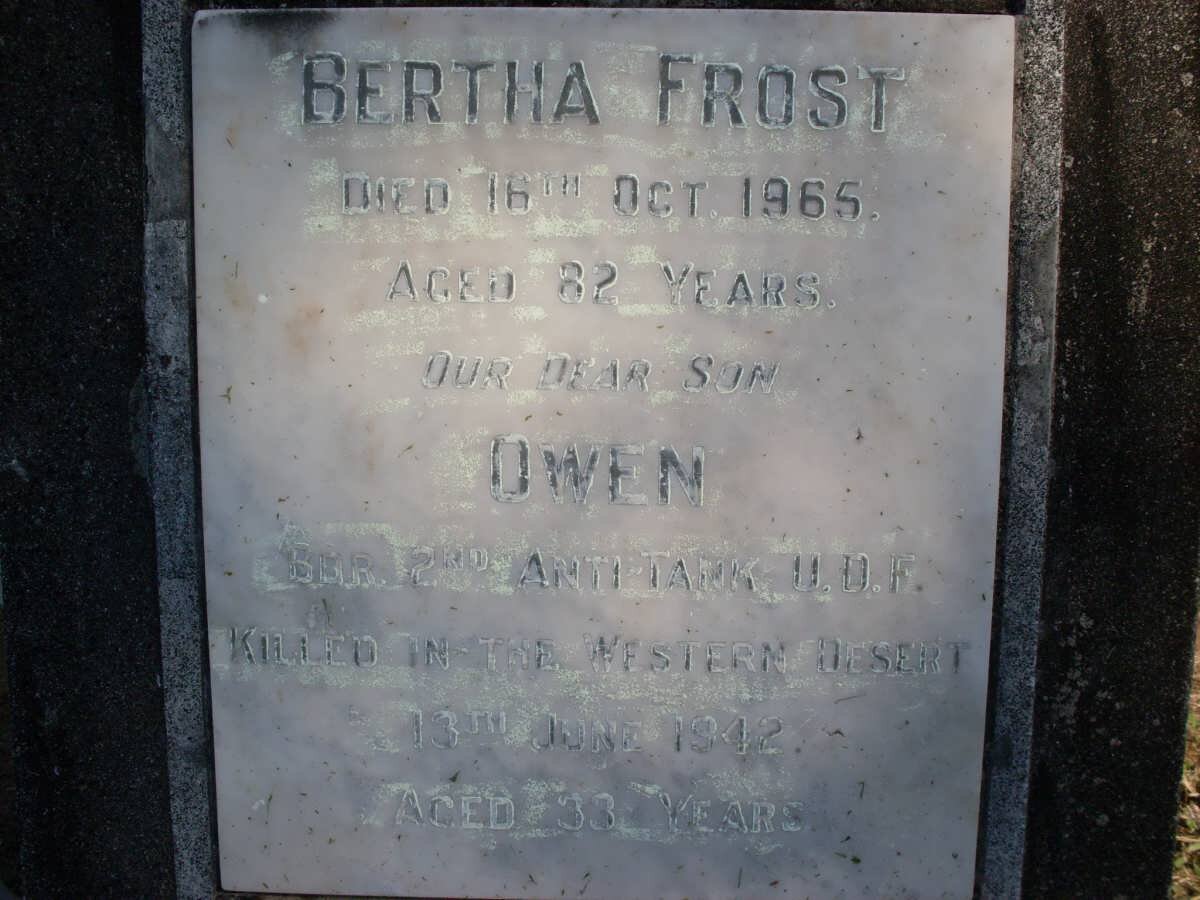 BERTHA FROST
DIED 16TH OCT. 1965.
AGED 82 YEARS.
OUR DEAR SON
OWEN
BDR. 2ND ANTI-TANK U.D.F
KILLED IN THE WESTERN DESERT
13TH JUNE 1942
AGED 33 YEARS